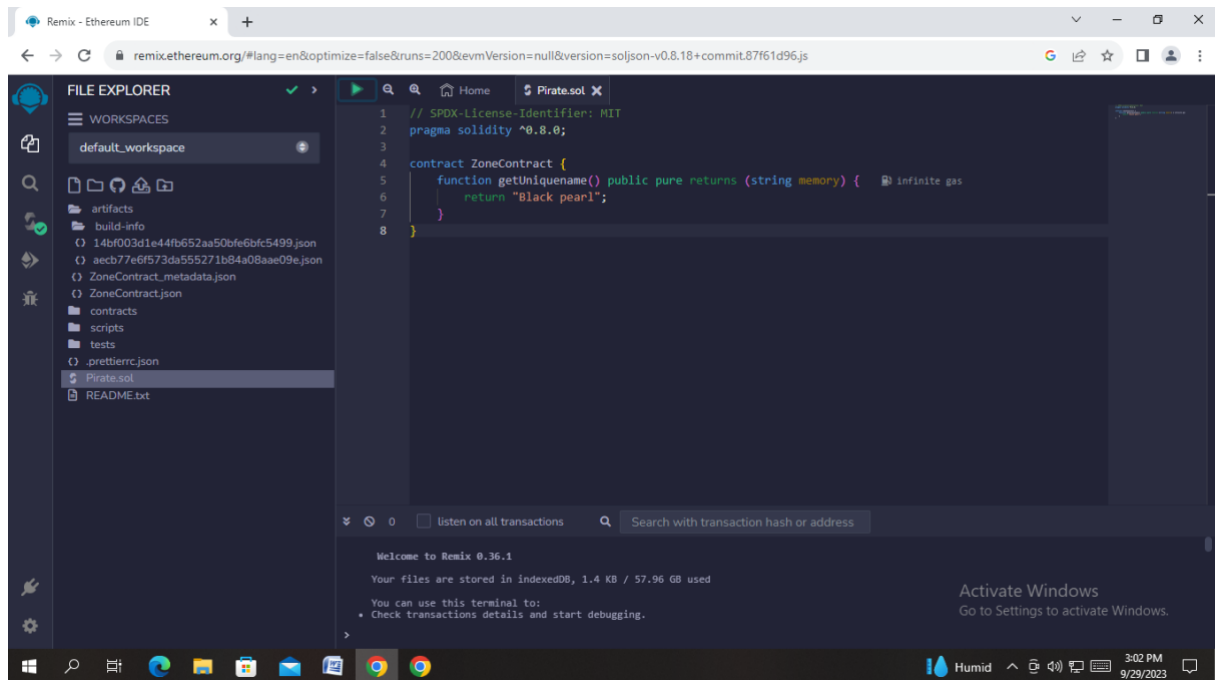 Remix - Ethereum IDE
remix.ethereum.org/#lang=en&optimize=false&runs=200&evmVersion=null&version=soljson-v0.8.18+commit.87f61d96.js
FILE EXPLORER
WORKSPACES
default_workspace
artifacts
build-info
14bf003d1e44fb652aa50bfe6bfc5499.json
aecb77e6f573da555271b84a08aae09e.json
ZoneContract_metadata.json
ZoneContract.json
contracts
scripts
tests
.prettierrc.json
Pirate.sol
README.txt
Home Pirate.sol
1 // SPDX-License-Identifier: MIT
2 pragma solidity ^0.8.0;
3
4 contract ZoneContract {
5 function getUniquename() public pure returns (string memory) { infinite gas
6 return "Black pearl";
7 }
8 }
0 listen on all transactions Search with transaction hash or address
Welcome to Remix 0.36.1
Your files are stored in indexedDB, 1.4 KB / 57.96 GB used
You can use this terminal to:
• Check transactions details and start debugging.
>
Activate Windows
Go to Settings to activate Windows.
Humid
3:02 PM
9/29/2023